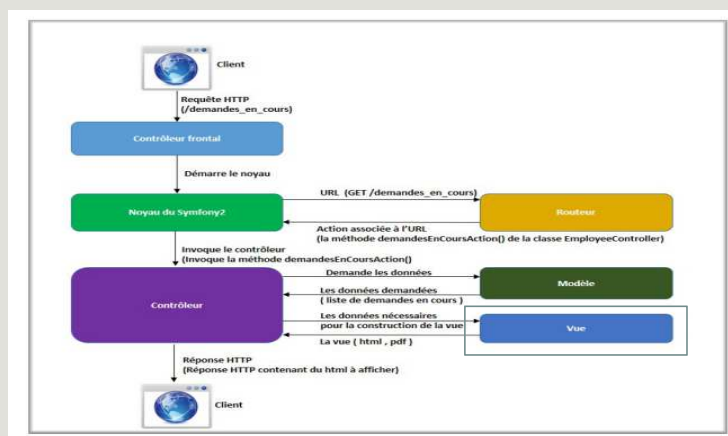 Client
Requête HTTP
(/demandes_en_cours)
Contrôleur frontal
Démarre le noyau
URL (GET /demandes_en_cours)
Noyau du Symfony2
Routeur
Action associée à l'URL
(la méthode demandesEnCoursAction() de la classe EmployeeController)
Invoque le contrôleur
(Invoque la méthode demandesEnCoursAction()
Demande les données
Modèle
Les données demandées
( liste de demandes en cours )
Contrôleur
Les données nécessaires
pour la construction de la vue
Vue
La vue ( html , pdf )
Réponse HTTP
(Réponse HTTP contenant du html à afficher)
Client